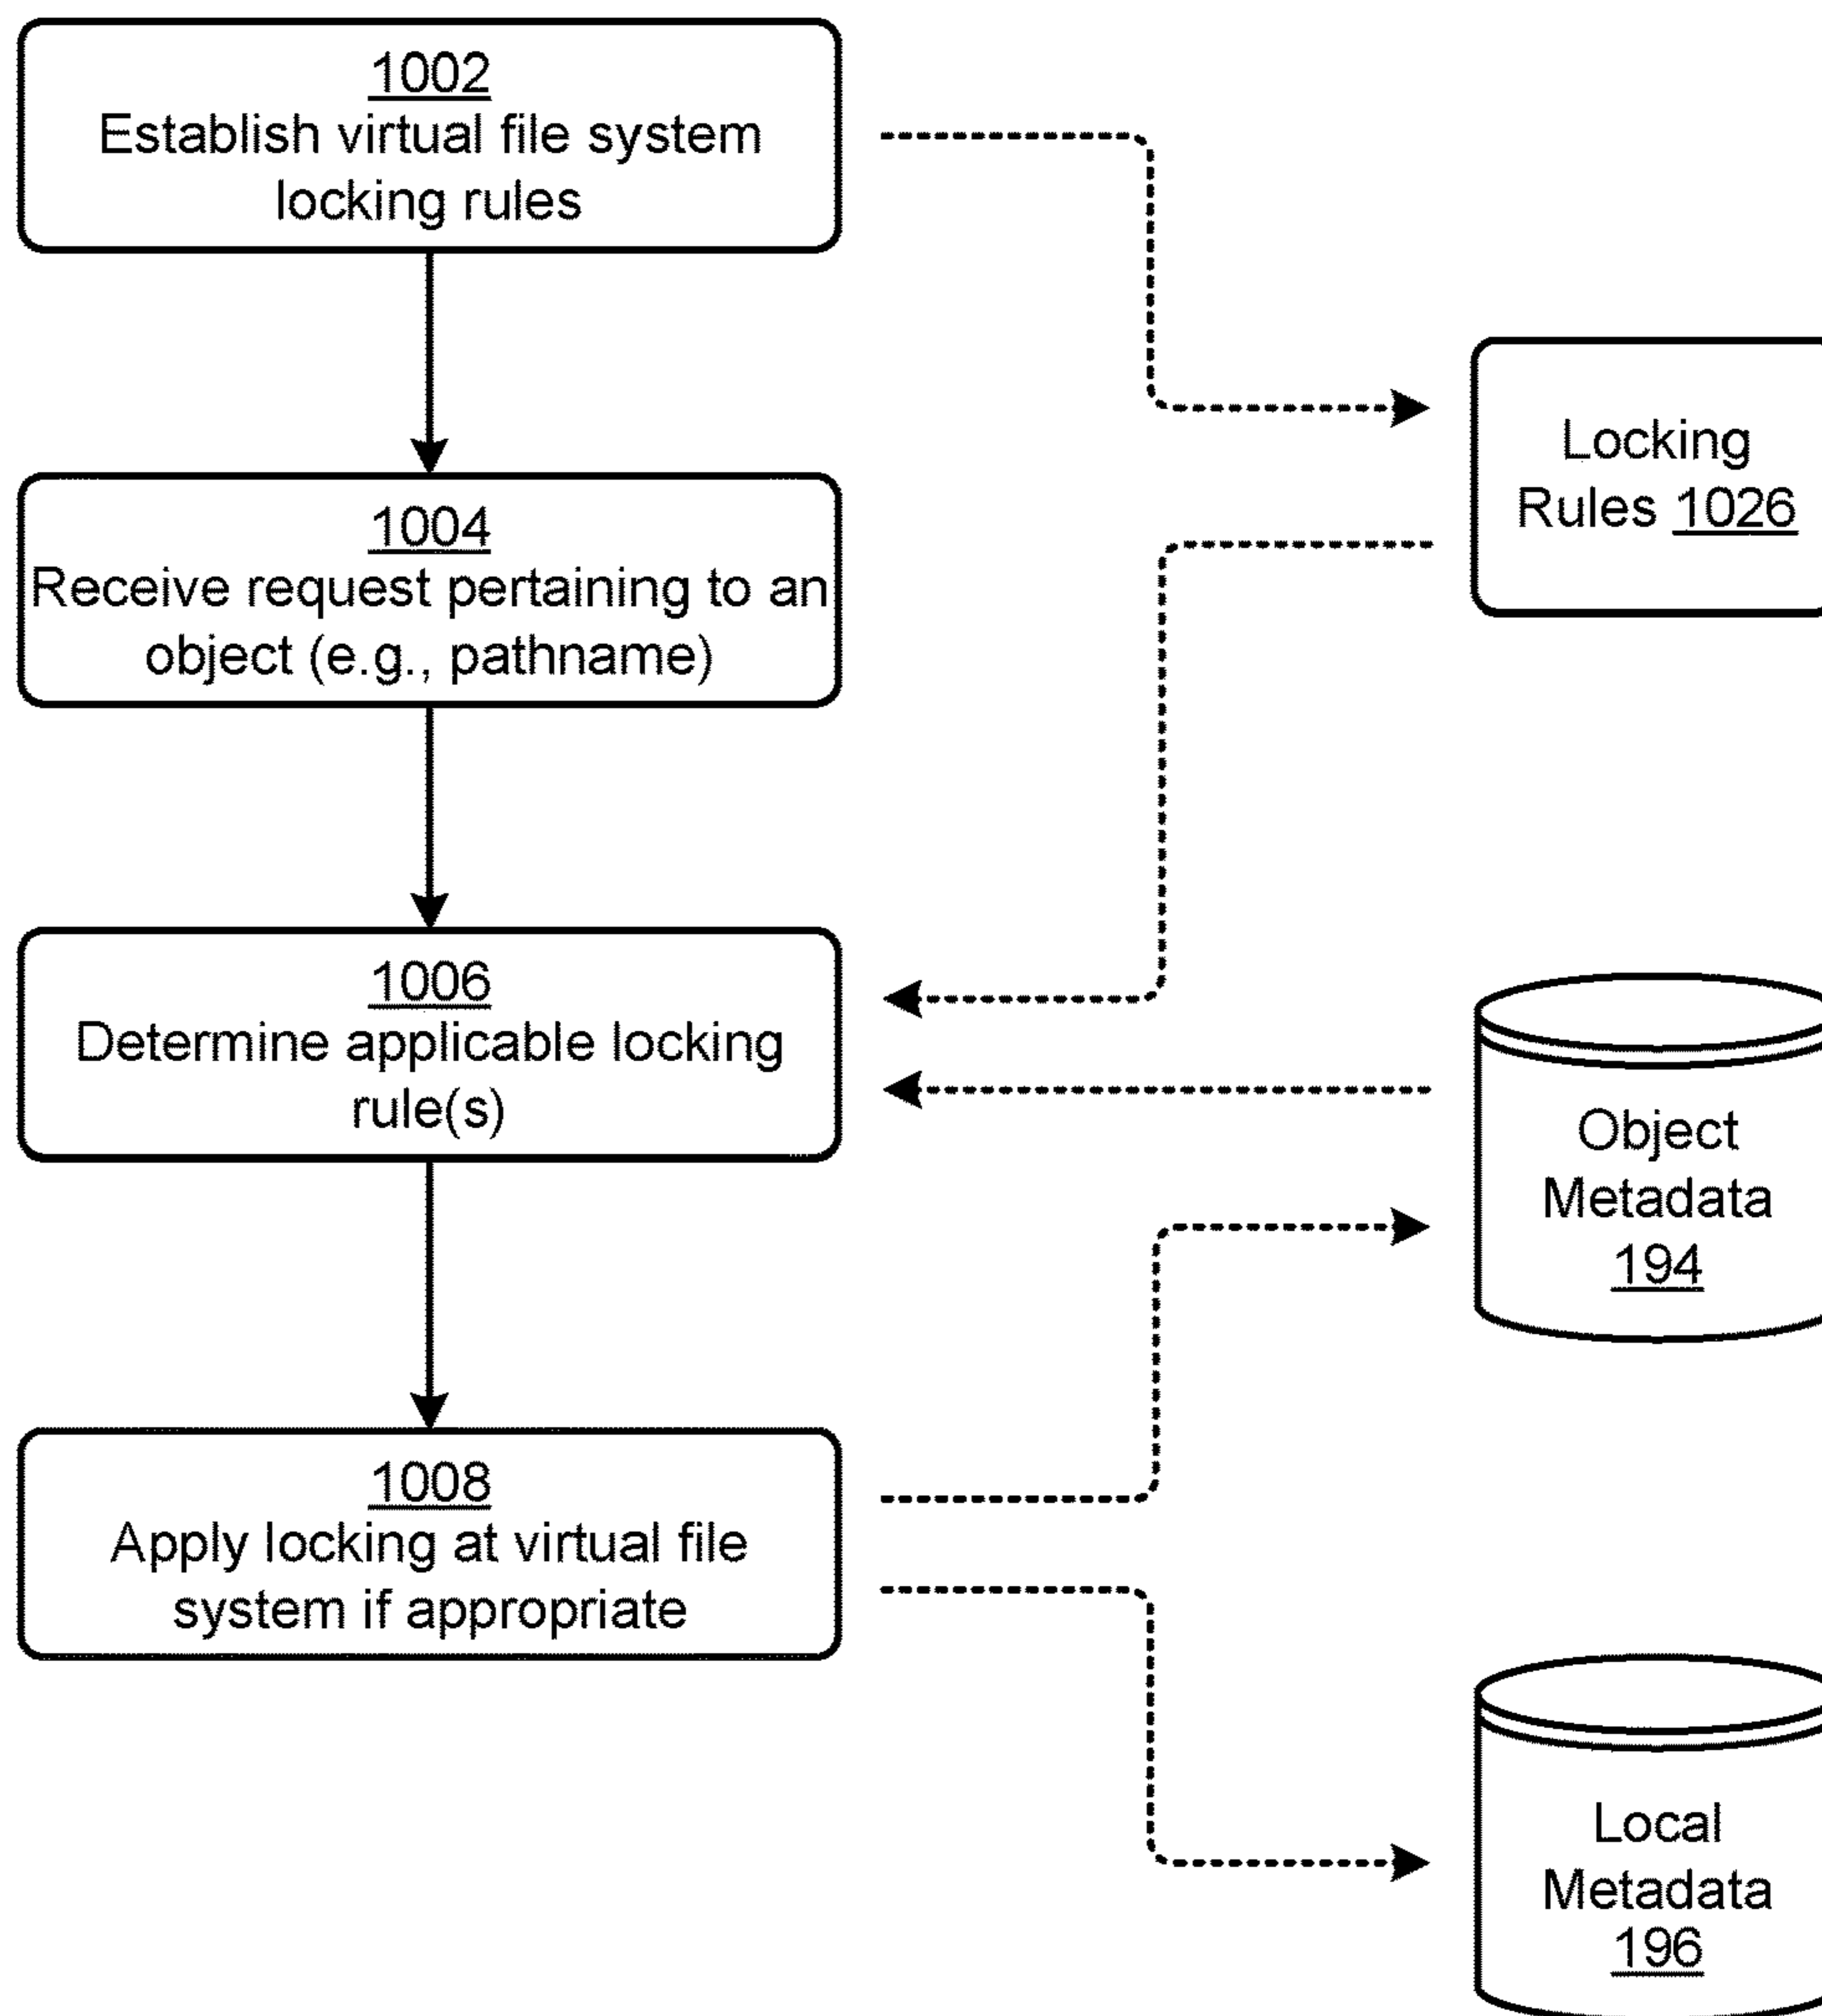 1002
Establish virtual file system
locking rules
1004
Receive request pertaining to an
object (e.g., pathname)
1006
Determine applicable locking
rule(s)
1008
Apply locking at virtual file
system if appropriate
Locking
Rules 1026
Object
Metadata
194
Local
Metadata
196